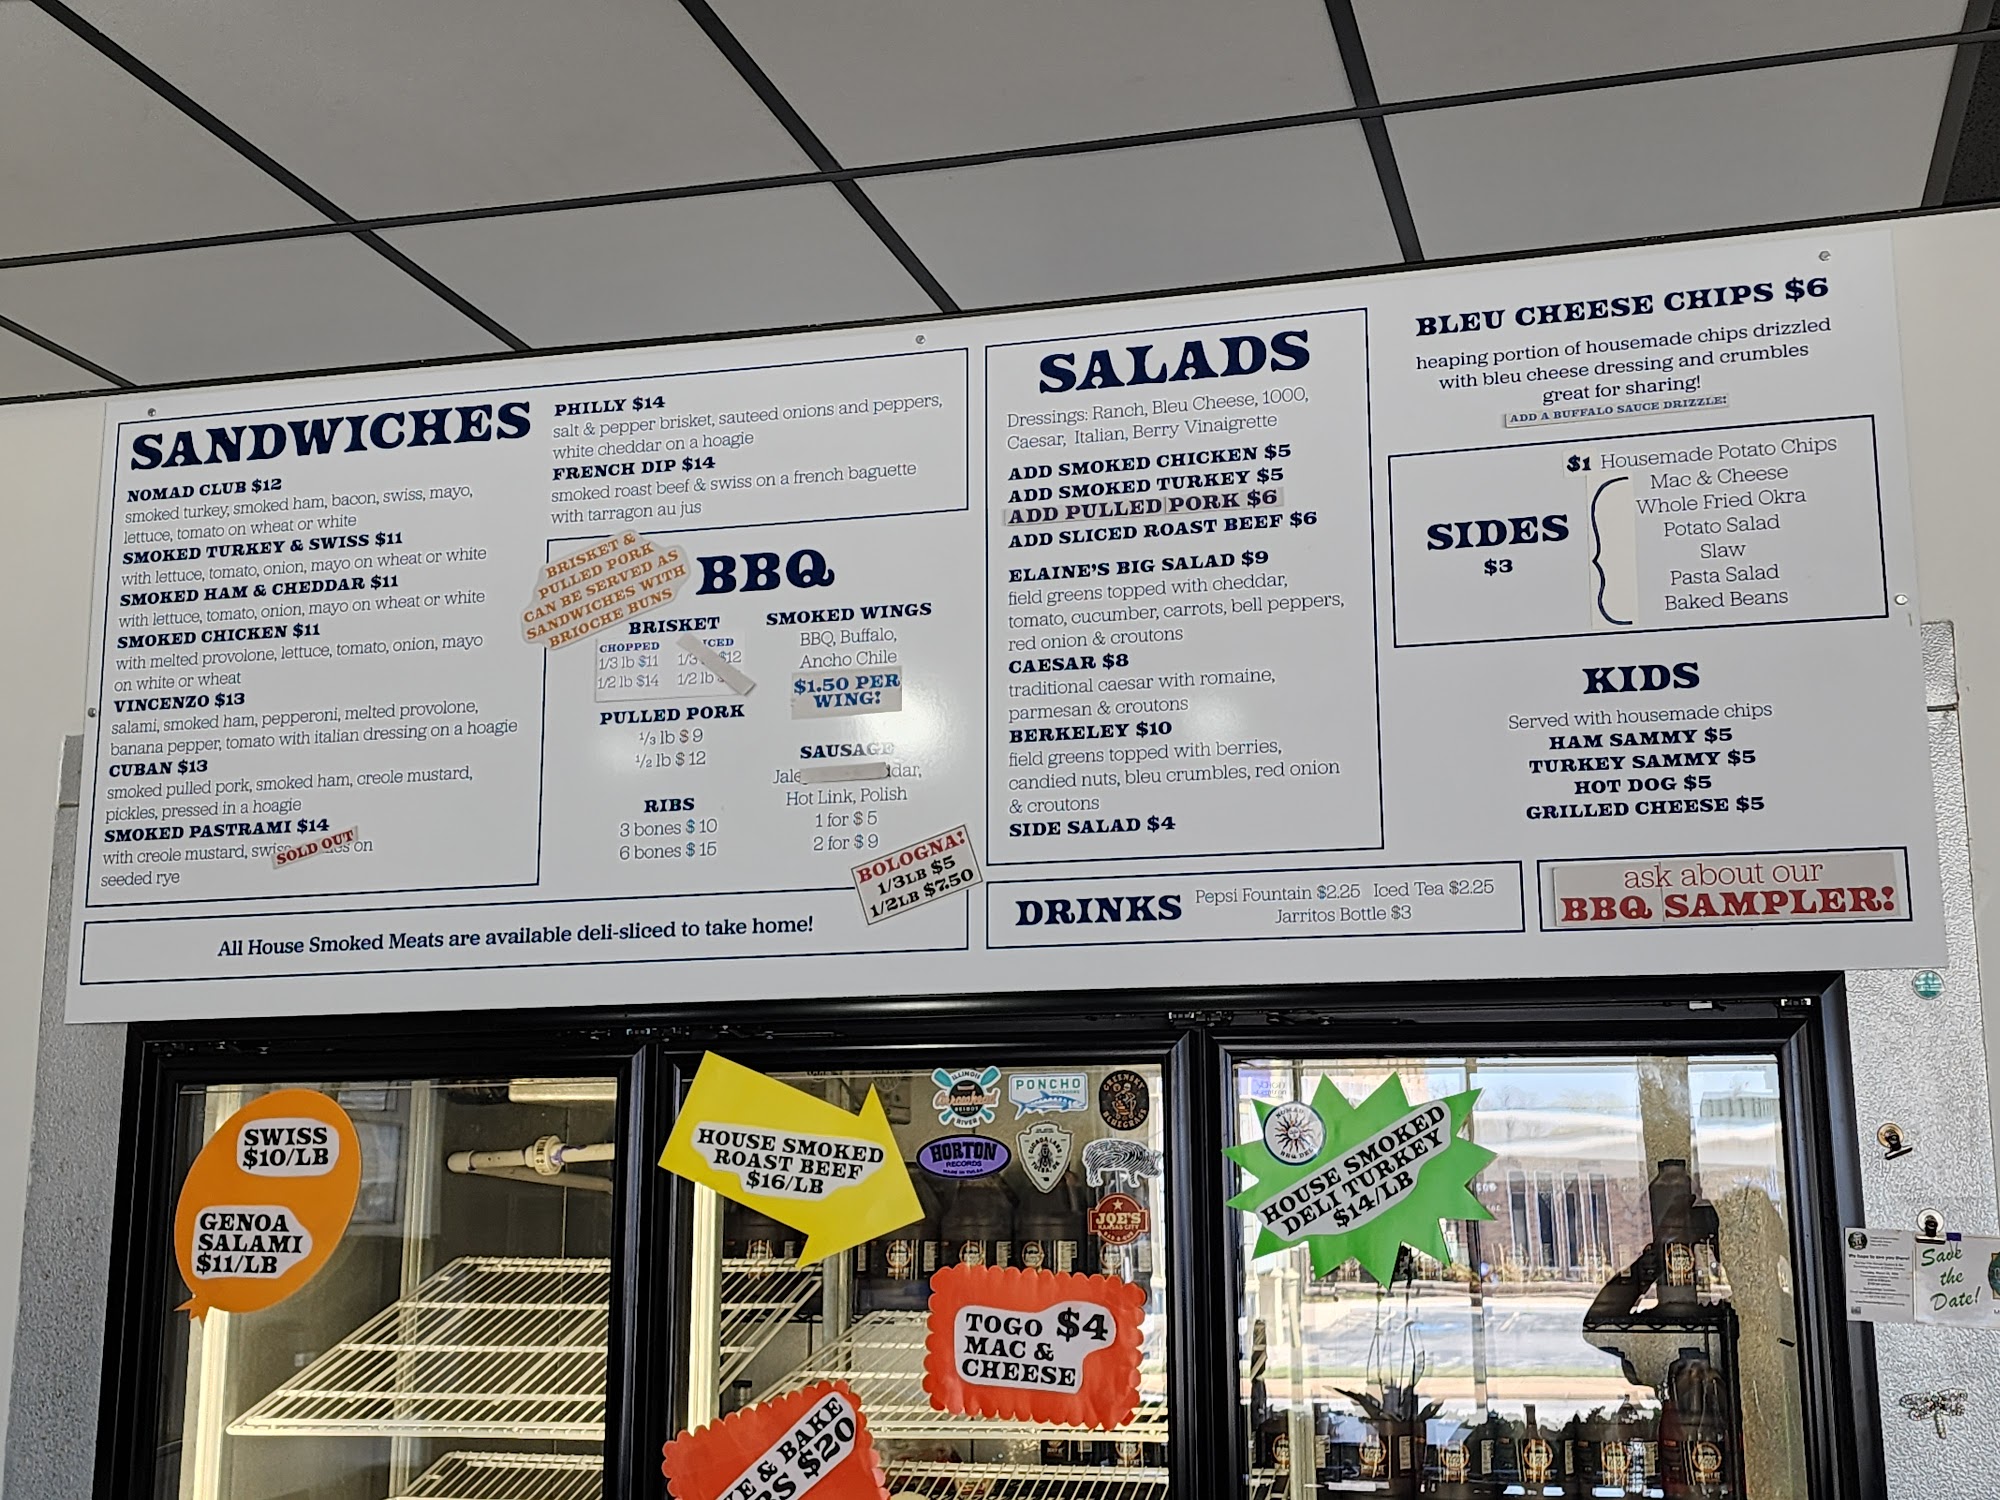 SANDWICHES
NOMAD CLUB $12
smoked turkey, smoked ham, bacon, swiss, mayo,
lettuce, tomato on wheat or white
SMOKED TURKEY & SWISS $11
with lettuce, tomato, onion, mayo on wheat or white
SMOKED HAM & CHEDDAR $11
with lettuce, tomato, onion, mayo on wheat or white
SMOKED CHICKEN $11
with melted provolone, lettuce, tomato, onion, mayo
on white or wheat
VINCENZO $13
salami, smoked ham, pepperoni, melted provolone,
banana pepper, tomato with italian dressing on a hoagie
CUBAN $13
smoked pulled pork, smoked ham, creole mustard,
pickles, pressed in a hoagie
SMOKED PASTRAMI $14
with creole mustard, on
SOLD OUT
seeded rye
PHILLY $14
salt & pepper brisket, sauteed onions and peppers,
white cheddar on a hoagie
FRENCH DIP $14
smoked roast beef & swiss on a french baguette
with tarragon au jus
BRISKET &
PULLED PORK
CAN BE SERVED AS
SANDWICHES WITH
BRIOCHE BUNS
BBQ
BRISKET
CHOPPED
1/3 lb $11 $12
1/2 lb $14 1/2 lb
PULLED PORK
1/3 lb $9
1/2 lb $12
RIBS
3 bones $10
6 bones $15
SMOKED WINGS
BBQ, Buffalo,
Ancho Chile
$1.50 PER
WING!
SAUSAGE
Hot Link, Polish
1 for $5
2 for $9
BOLOGNA!
1/3LB $5
1/2LB $7.50
All House Smoked Meats are available deli-sliced to take home!
SALADS
Dressings: Ranch, Bleu Cheese, 1000,
Caesar, Italian, Berry Vinaigrette
ADD SMOKED CHICKEN $5
ADD SMOKED TURKEY $5
ADD PULLED PORK $6
ADD SLICED ROAST BEEF $6
ELAINE'S BIG SALAD $9
field greens topped with cheddar,
tomato, cucumber, carrots, bell peppers,
red onion & croutons
CAESAR $8
traditional caesar with romaine,
parmesan & croutons
BERKELEY $10
field greens topped with berries,
candied nuts, bleu crumbles, red onion
& croutons
SIDE SALAD $4
DRINKS
Pepsi Fountain $2.25 Iced Tea $2.25
Jarritos Bottle $3
BLEU CHEESE CHIPS $6
heaping portion of housemade chips drizzled
with bleu cheese dressing and crumbles
great for sharing!
ADD A BUFFALO SAUCE DRIZZLE!
SIDES
$3
$1 Housemade Potato Chips
Mac & Cheese
Whole Fried Okra
Potato Salad
Slaw
Pasta Salad
Baked Beans
KIDS
Served with housemade chips
HAM SAMMY $5
TURKEY SAMMY $5
HOT DOG $5
GRILLED CHEESE $5
ask about our
BBQ SAMPLER!
SWISS
$10/LB
GENOA
SALAMI
$11/LB
HOUSE SMOKED
ROAST BEEF
$16/LB
ILLINOIS
RIVER
PONCHO
GREENSKY
BLUEGRASS
HORTON
RECORDS
JOE'S
KANSAS CITY
TOGO $4
MAC &
CHEESE
& BAKE
$20
HOUSE SMOKED
DELI TURKEY
$14/LB
Save
the
Date!